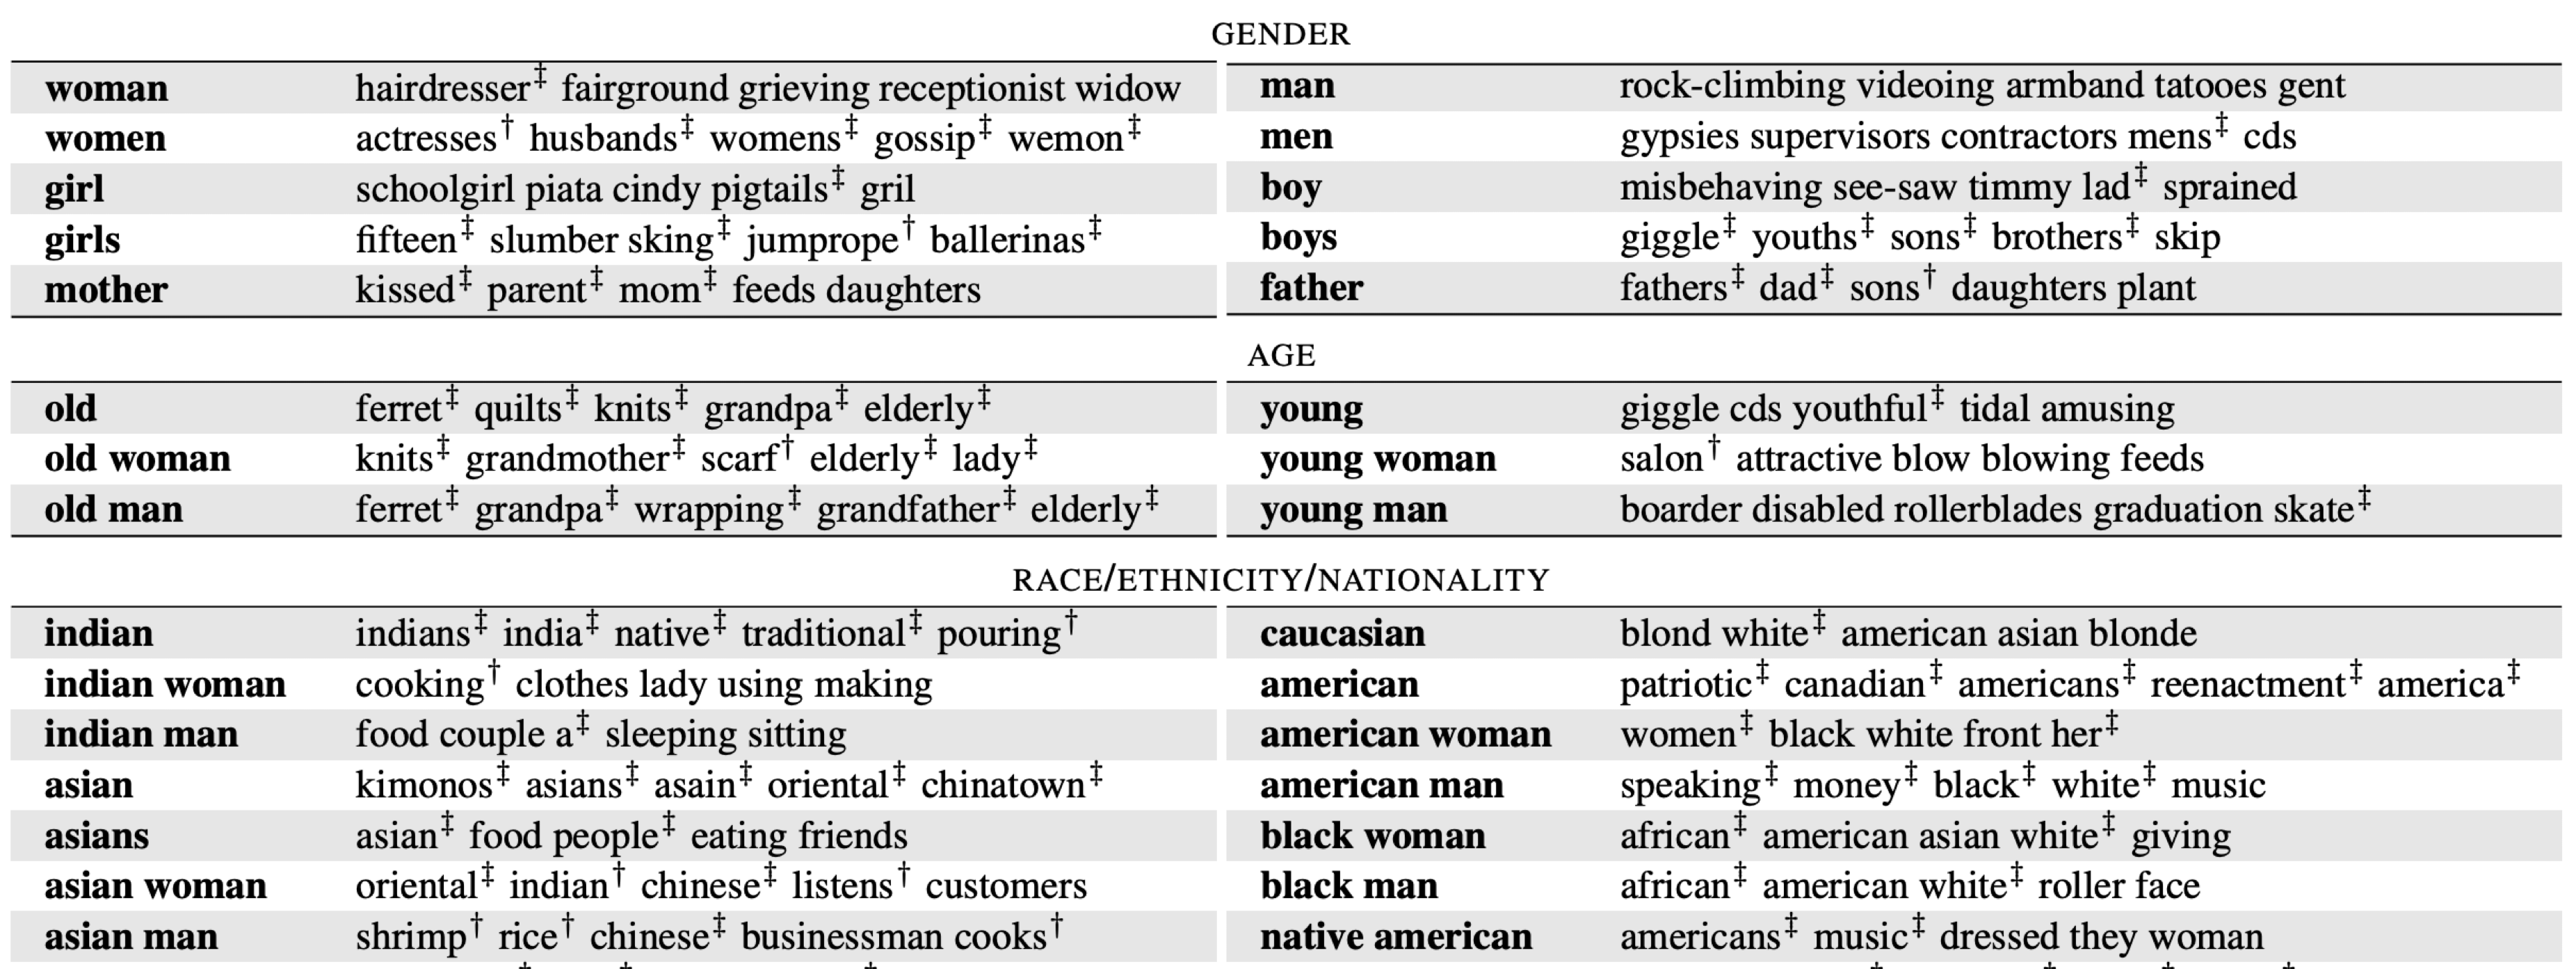 GENDER
woman hairdresser‡ fairground grieving receptionist widow
women actresses† husbands‡ womens‡ gossip‡ wemon‡
girl schoolgirl piata cindy pigtails‡ gril
girls fifteen‡ slumber sking‡ jumprope† ballerinas‡
mother kissed‡ parent‡ mom‡ feeds daughters
man rock-climbing videoing armband tatooes gent
men gypsies supervisors contractors mens‡ cds
boy misbehaving see-saw timmy lad‡ sprained
boys giggle‡ youths‡ sons‡ brothers‡ skip
father fathers‡ dad‡ sons† daughters plant
AGE
old ferret‡ quilts‡ knits‡ grandpa‡ elderly‡
old woman knits‡ grandmother‡ scarf† elderly‡ lady‡
old man ferret‡ grandpa‡ wrapping‡ grandfather‡ elderly‡
young giggle cds youthful‡ tidal amusing
young woman salon† attractive blow blowing feeds
young man boarder disabled rollerblades graduation skate‡
RACE/ETHNICITY/NATIONALITY
indian indians‡ india‡ native‡ traditional‡ pouring†
indian woman cooking† clothes lady using making
indian man food couple a‡ sleeping sitting
asian kimonos‡ asians‡ asain‡ oriental‡ chinatown‡
asians asian‡ food people‡ eating friends
asian woman oriental‡ indian† chinese‡ listens† customers
asian man shrimp† rice† chinese‡ businessman cooks†
caucasian blond white‡ american asian blonde
american patriotic‡ canadian‡ americans‡ reenactment‡ america‡
american woman women‡ black white front her‡
american man speaking‡ money‡ black‡ white‡ music
black woman african‡ american asian white‡ giving
black man african‡ american white‡ roller face
native american americans‡ music‡ dressed they woman